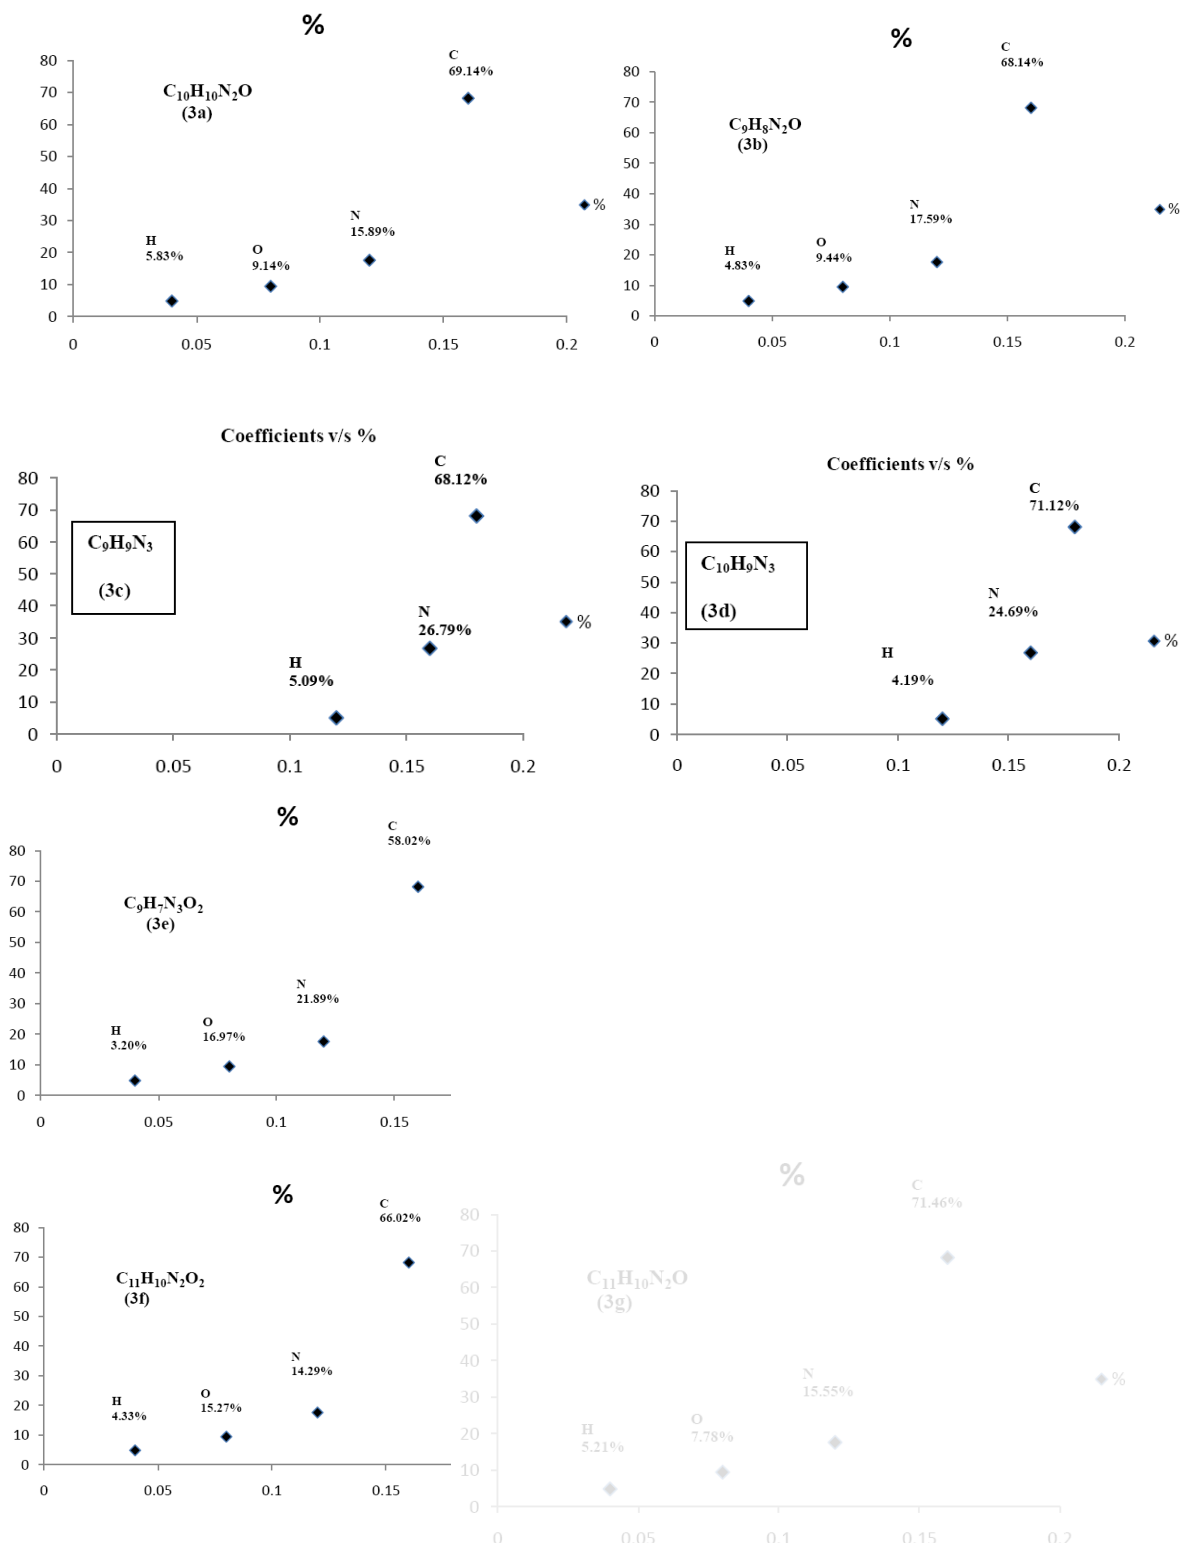 %
C
69.14%
C₁₀H₁₀N₂O
(3a)
N
15.89%
H
5.83%
O
9.14%
80
70
60
50
40
30
20
10
0
0 0.05 0.1 0.15 0.2
%
%
C
68.14%
C₉H₈N₂O
(3b)
N
17.59%
H
4.83%
O
9.44%
80
70
60
50
40
30
20
10
0
0 0.05 0.1 0.15 0.2
%
Coefficients v/s %
C
68.12%
C₉H₉N₃
(3c)
N
26.79%
H
5.09%
80
70
60
50
40
30
20
10
0
0 0.05 0.1 0.15 0.2
%
Coefficients v/s %
C
71.12%
C₁₀H₉N₃
(3d)
N
24.69%
H
4.19%
80
70
60
50
40
30
20
10
0
0 0.05 0.1 0.15 0.2
%
%
C
58.02%
C₉H₇N₃O₂
(3e)
N
21.89%
H
3.20%
O
16.97%
80
70
60
50
40
30
20
10
0
0 0.05 0.1 0.15
%
C
66.02%
C₁₁H₁₀N₂O₂
(3f)
N
14.29%
H
4.33%
O
15.27%
80
70
60
50
40
30
20
10
0
0 0.05 0.1 0.15
%
C
71.46%
C₁₁H₁₀N₂O
(3g)
N
15.55%
H
5.21%
O
7.78%
80
70
60
50
40
30
20
10
0
0 0.05 0.1 0.15 0.2
%